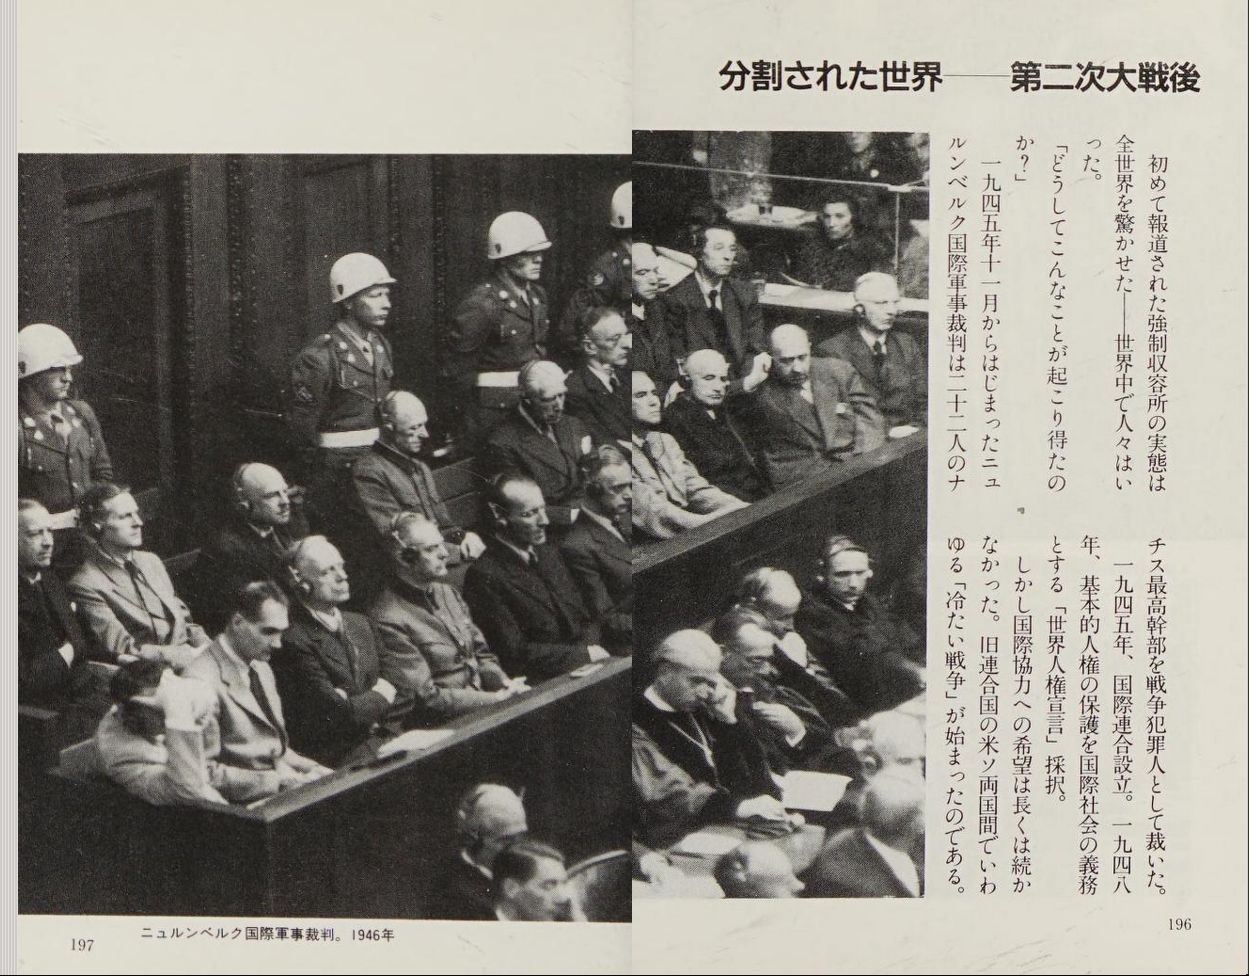 分割された世界——第二次大戦後
初めて報道された強制収容所の実態は
全世界を驚かせた——世界中で人々はい
った。
「どうしてこんなことが起こり得たの
か?」
一九四五年十一月からはじまったニュ
ルンベルク国際軍事裁判は二十二人のナ
チス最高幹部を戦争犯罪人として裁いた。
一九四五年、国際連合設立。一九四八
年、基本的人権の保護を国際社会の義務
とする「世界人権宣言」採択。
しかし国際協力への希望は長くは続か
なかった。旧連合国の米ソ両国間でいわ
ゆる「冷たい戦争」が始まったのである。
196
ニュルンベルク国際軍事裁判。1946年
197